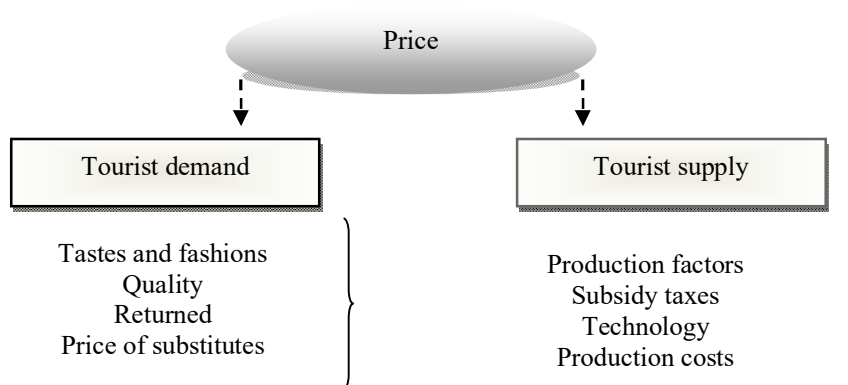 Price
Tourist demand
Tourist supply
Tastes and fashions
Quality
Returned
Price of substitutes
Production factors
Subsidy taxes
Technology
Production costs